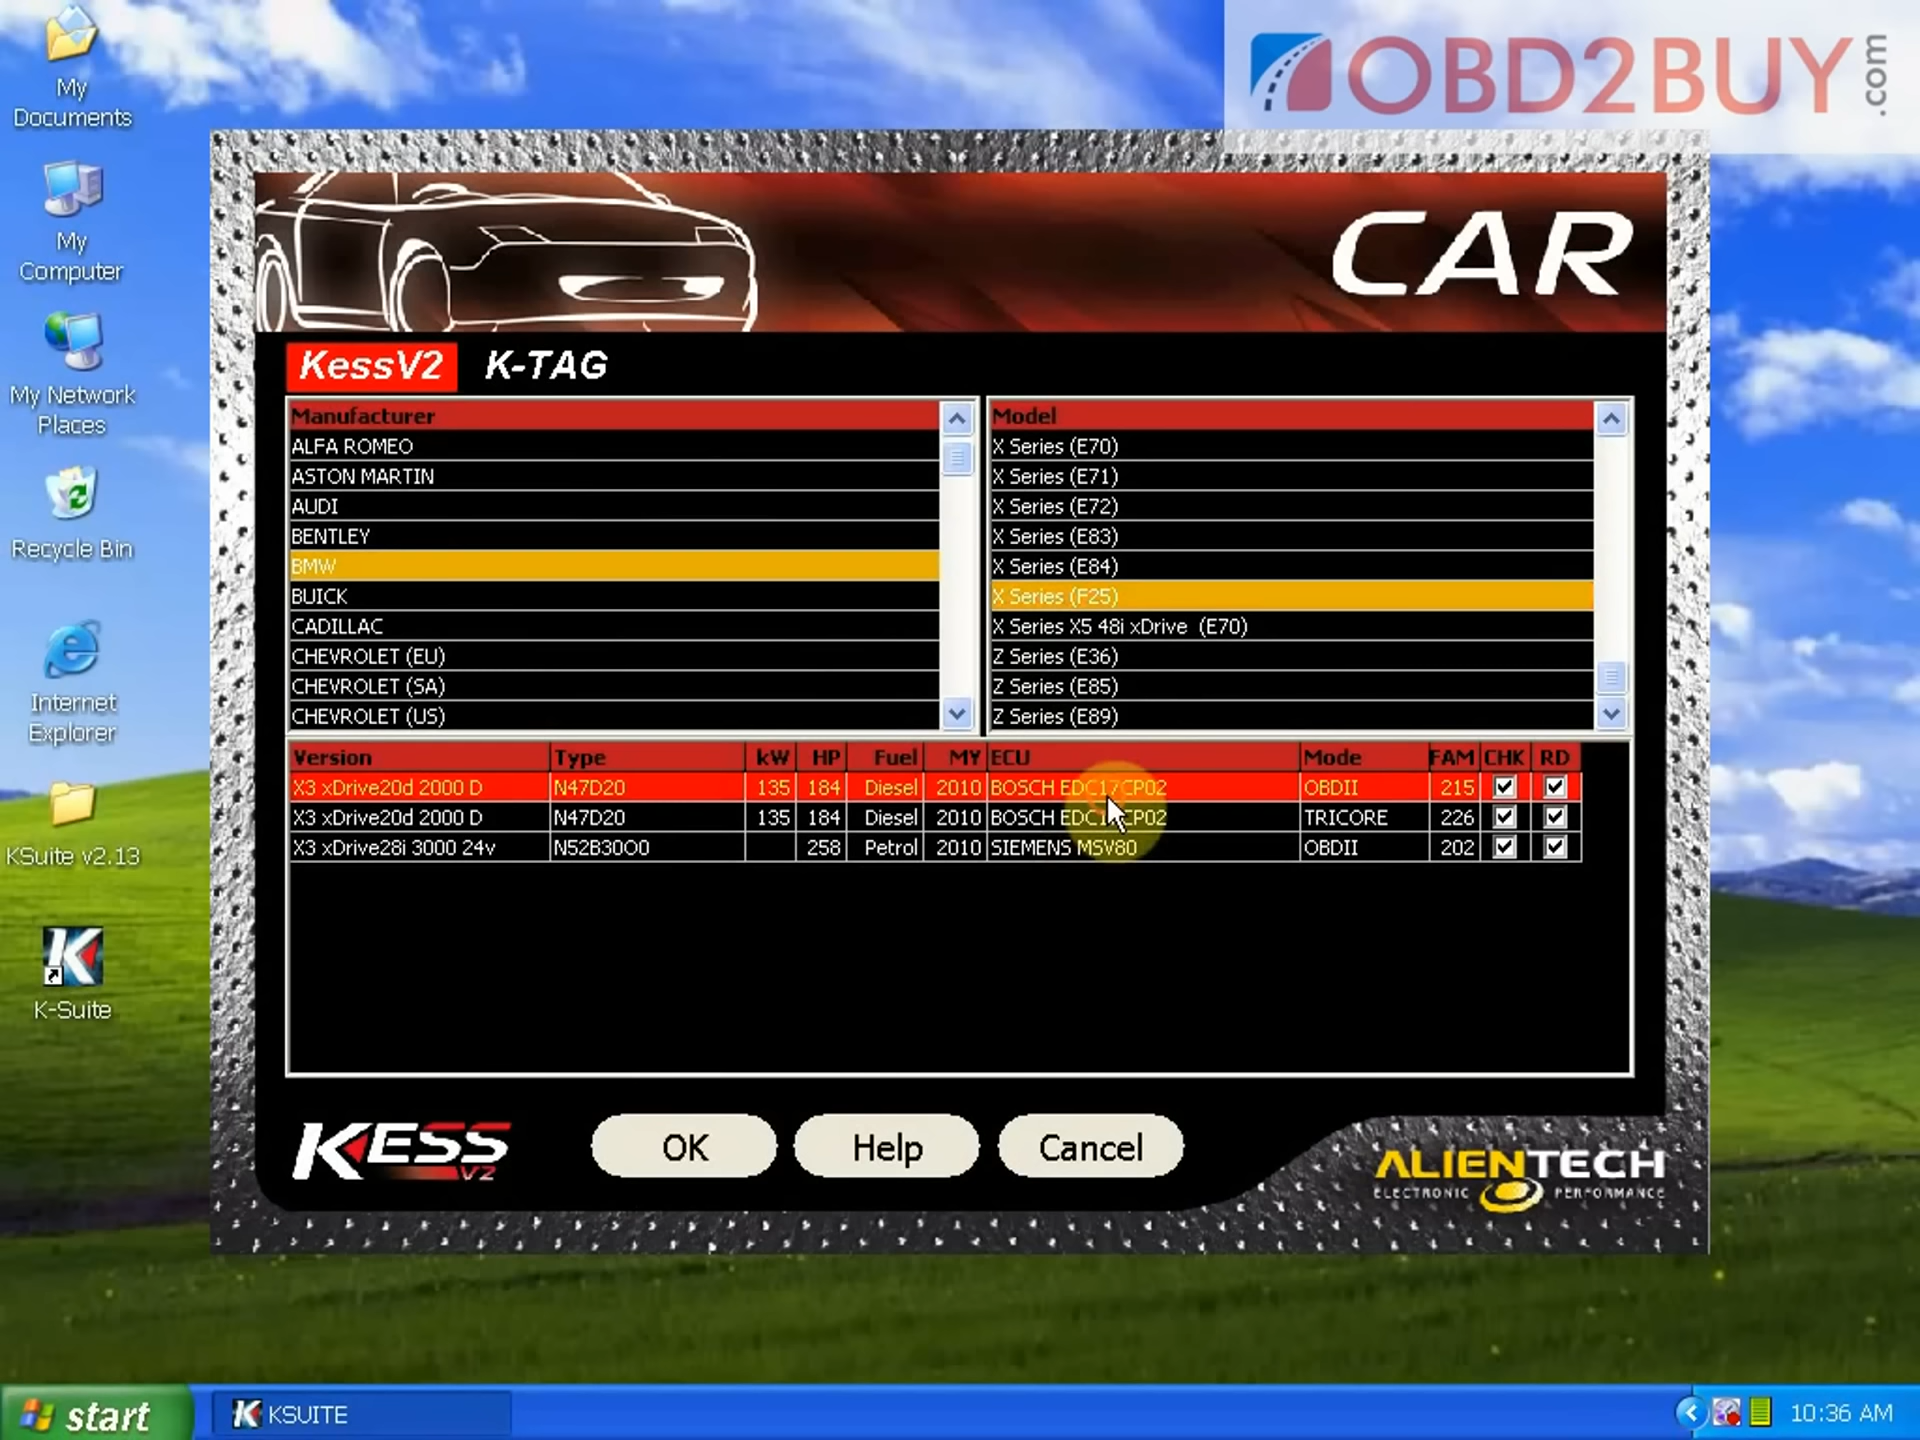 My
Documents
OBD2BUY.com
My
Computer
CAR
My Network
Places
KessV2 K-TAG
Manufacturer
ALFA ROMEO
ASTON MARTIN
AUDI
BENTLEY
BMW
BUICK
CADILLAC
CHEVROLET (EU)
CHEVROLET (SA)
CHEVROLET (US)
Model
X Series (E70)
X Series (E71)
X Series (E72)
X Series (E83)
X Series (E84)
X Series (F25)
X Series X5 48i xDrive (E70)
Z Series (E36)
Z Series (E85)
Z Series (E89)
Recycle Bin
Internet
Explorer
Version Type kW HP Fuel MY ECU Mode FAM CHK RD
X3 xDrive20d 2000 D N47D20 135 184 Diesel 2010 BOSCH EDC17CP02 OBDII 215
X3 xDrive20d 2000 D N47D20 135 184 Diesel 2010 BOSCH EDC17CP02 TRICORE 226
X3 xDrive28i 3000 24v N52B30O0 258 Petrol 2010 SIEMENS MSV80 OBDII 202
KSuite v2.13
K-Suite
KESS V2
OK Help Cancel
ALIENTECH
ELECTRONIC PERFORMANCE
start KSUITE 10:36 AM